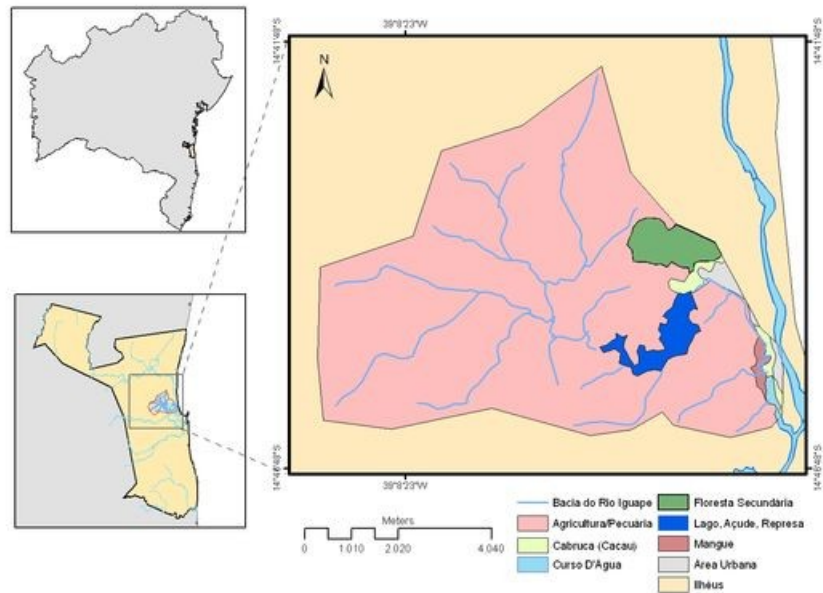 39°8'23"W
14°41'48"S
14°41'48"S
N
14°46'48"S
14°46'48"S
39°8'23"W
Meters
0 1.010 2.020 4.040
Bacia do Rio Iguape
Agricultura/Pecuária
Cabruca (Cacau)
Curso D'Água
Floresta Secundária
Lago, Açude, Represa
Mangue
Area Urbana
Ilhéus